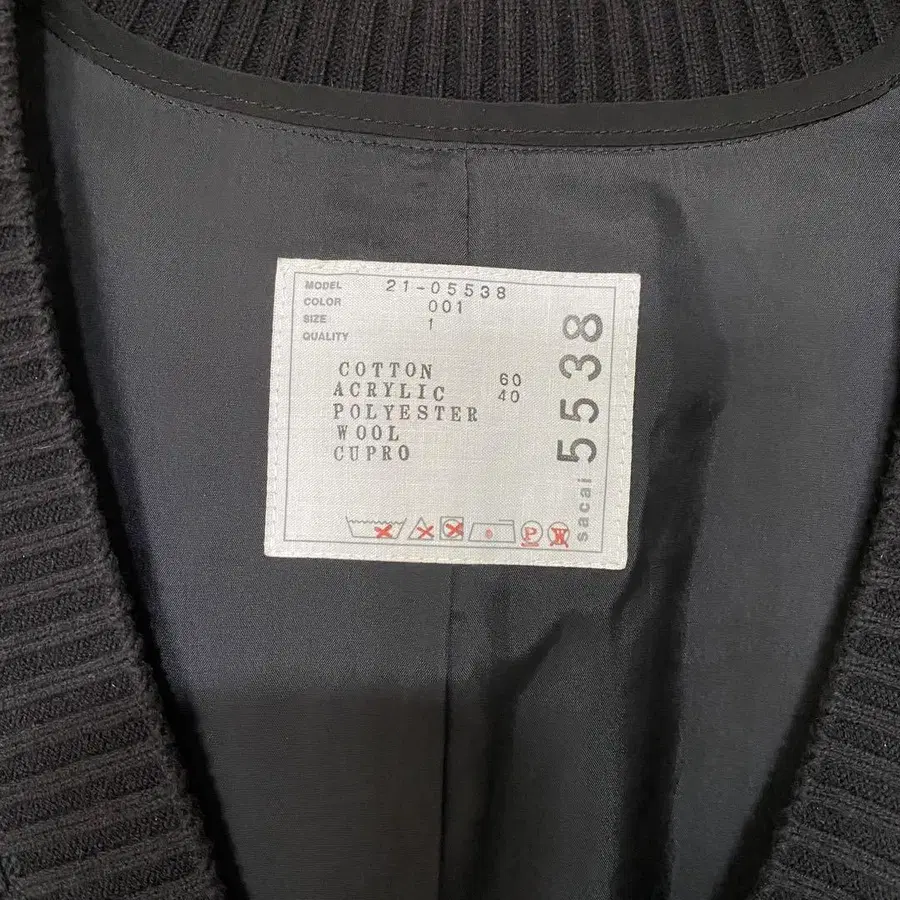 MODEL 21-05538
COLOR 001
SIZE 1
QUALITY
COTTON 60
ACRYLIC 40
POLYESTER
WOOL
CUPRO
P
W
sacai 5538